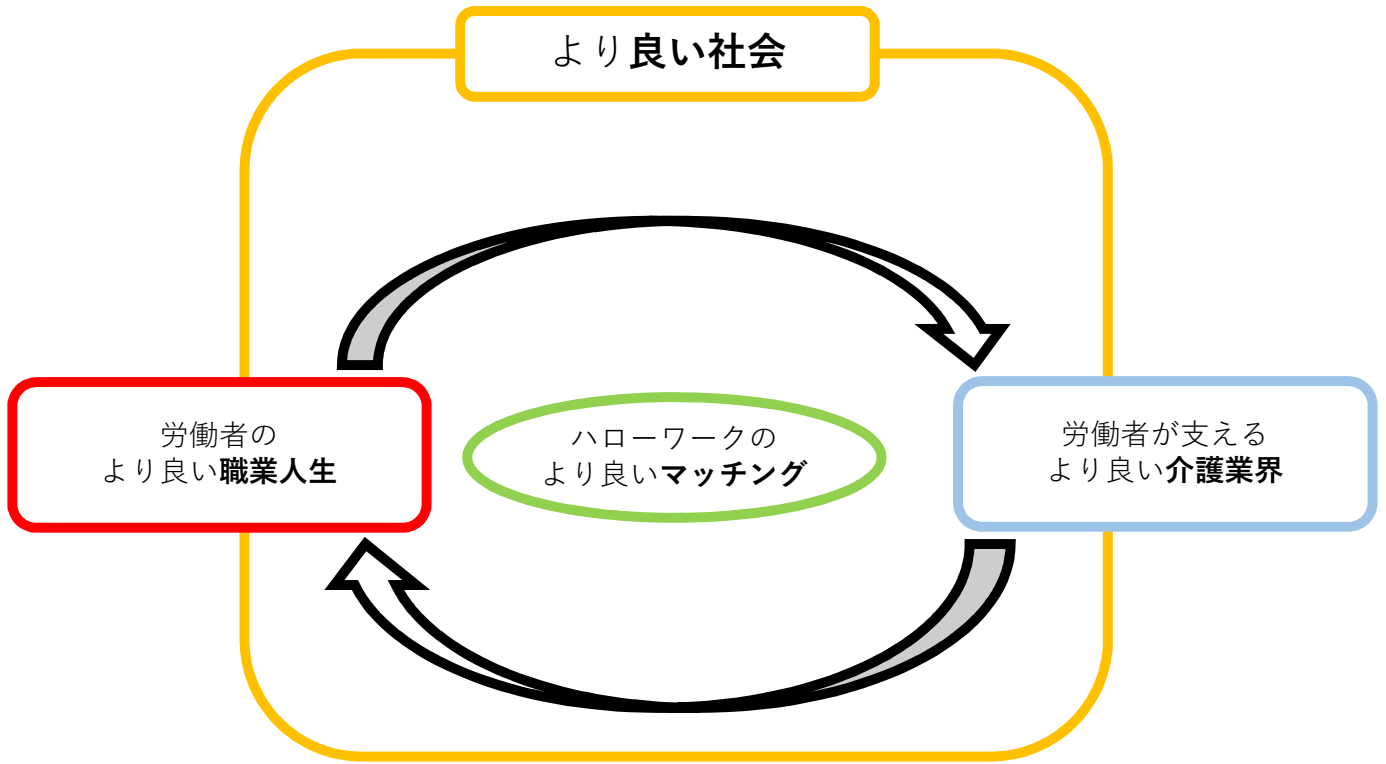 より良い社会
労働者の
より良い職業人生
ハローワークの
より良いマッチング
労働者が支える
より良い介護業界